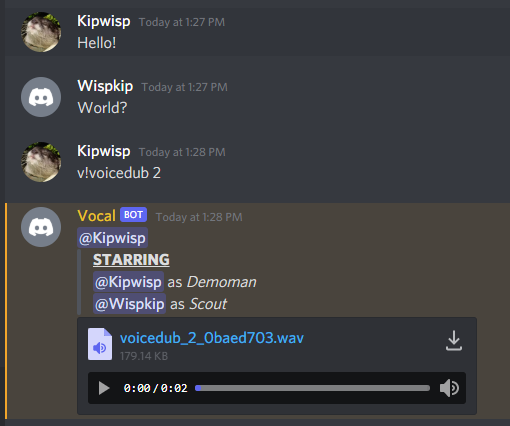 Kipwisp Today at 1:27 PM
Hello!
Wispkip Today at 1:27 PM
World?
Kipwisp Today at 1:28 PM
v!voicedub 2
Vocal BOT Today at 1:28 PM
@Kipwisp
STARRING
@Kipwisp as Demoman
@Wispkip as Scout
voicedub_2_0baed703.wav
179.14 KB
0:00/0:02